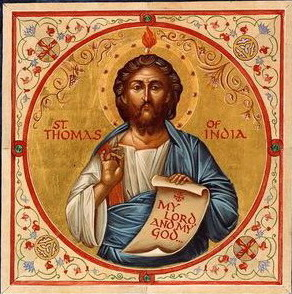 ST. THOMAS
OF INDIA
MY
LORD
AND MY
GOD...